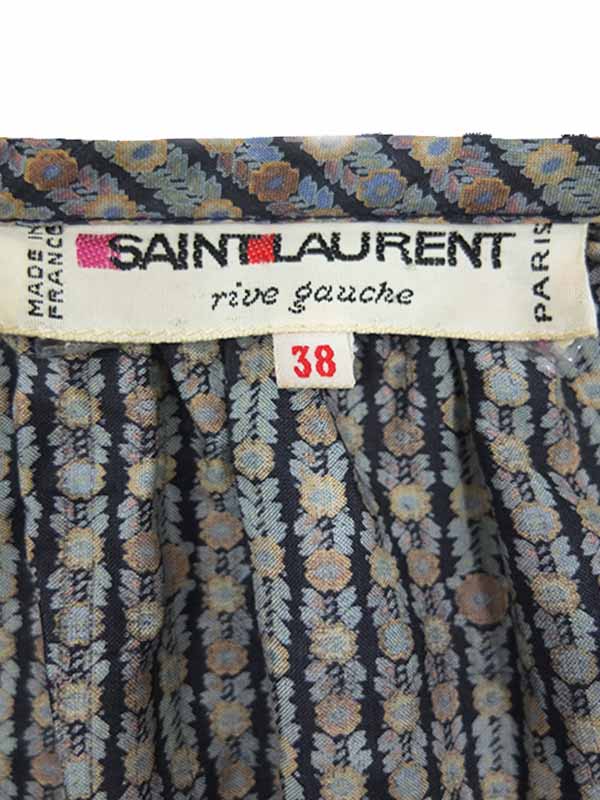 MADE IN
FRANCE
SAINT LAURENT
rive gauche
PARIS
38